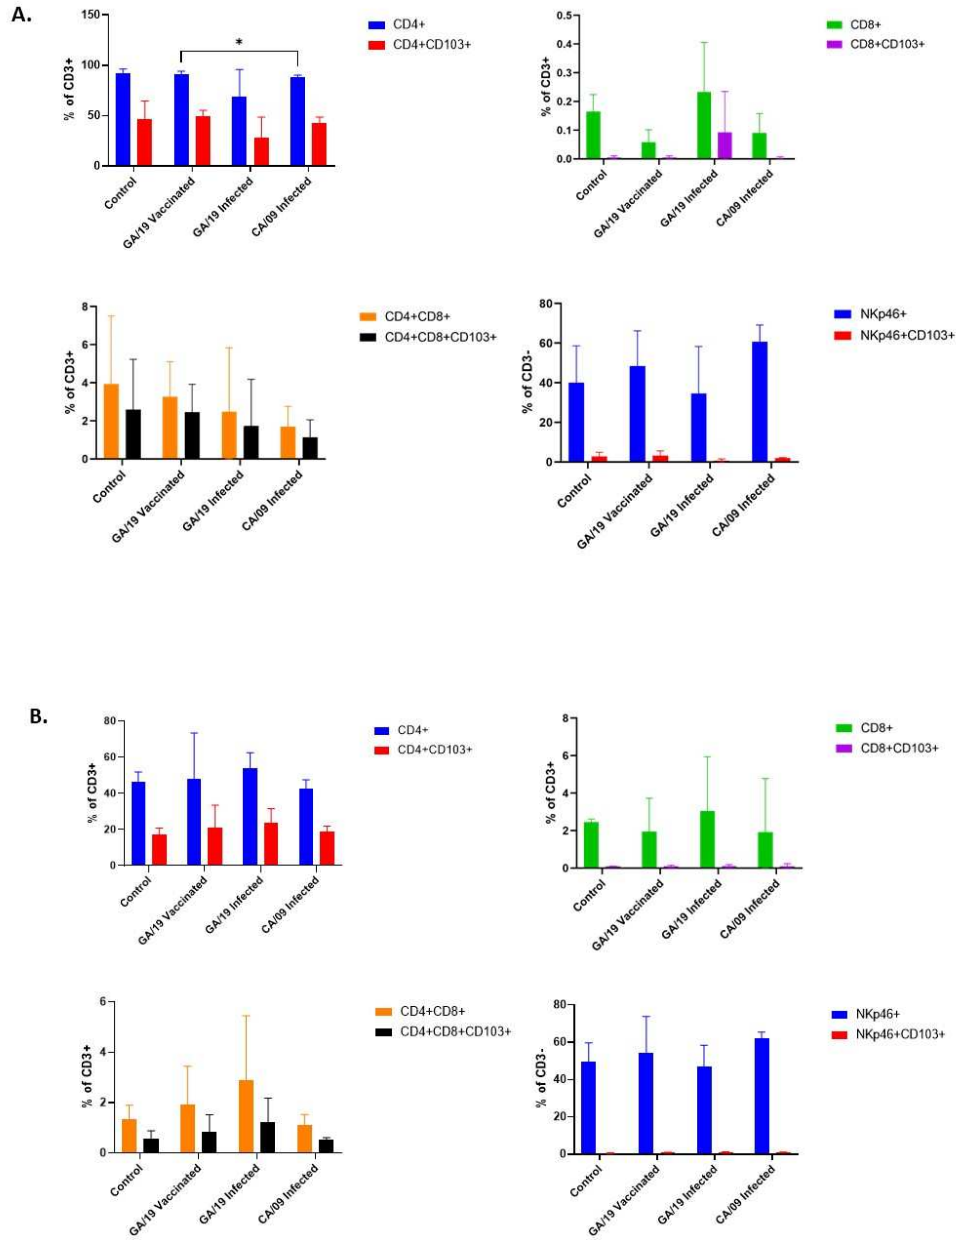 A.
150
100
50
0
% of CD3+
*
CD4+
CD4+CD103+
Control
GA/19 Vaccinated
GA/19 Infected
CA/09 Infected
0.5
0.4
0.3
0.2
0.1
0.0
% of CD3+
CD8+
CD8+CD103+
Control
GA/19 Vaccinated
GA/19 Infected
CA/09 Infected
8
6
4
2
0
% of CD3+
CD4+CD8+
CD4+CD8+CD103+
Control
GA/19 Vaccinated
GA/19 Infected
CA/09 Infected
80
60
40
20
0
% of CD3-
NKp46+
NKp46+CD103+
Control
GA/19 Vaccinated
GA/19 Infected
CA/09 Infected
B.
80
60
40
20
0
% of CD3+
CD4+
CD4+CD103+
Control
GA/19 Vaccinated
GA/19 Infected
CA/09 Infected
8
6
4
2
0
% of CD3+
CD8+
CD8+CD103+
Control
GA/19 Vaccinated
GA/19 Infected
CA/09 Infected
6
4
2
0
% of CD3+
CD4+CD8+
CD4+CD8+CD103+
Control
GA/19 Vaccinated
GA/19 Infected
CA/09 Infected
80
60
40
20
0
% of CD3-
NKp46+
NKp46+CD103+
Control
GA/19 Vaccinated
GA/19 Infected
CA/09 Infected